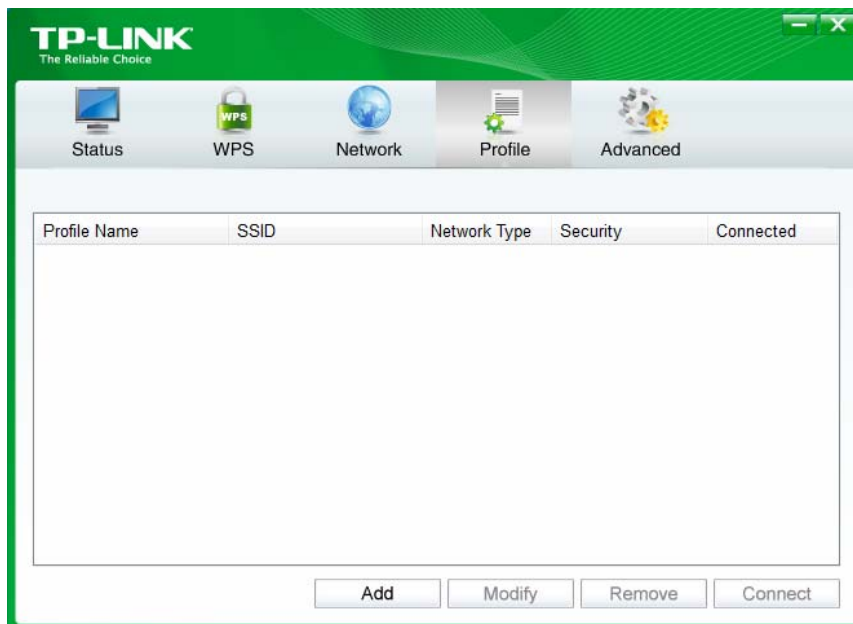 TP-LINK
The Reliable Choice
WPS
Status WPS Network Profile Advanced
Profile Name SSID Network Type Security Connected
Add Modify Remove Connect